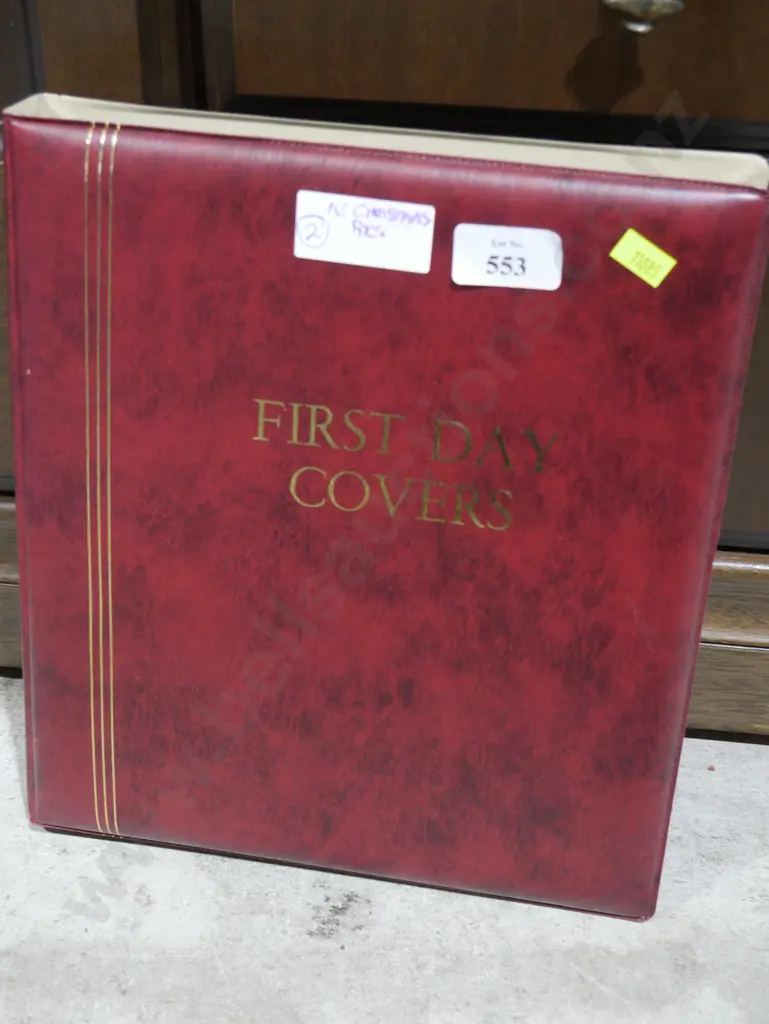 NZ CHRISTMAS
② FDCs
Lot No.
553
FIRST DAY
COVERS